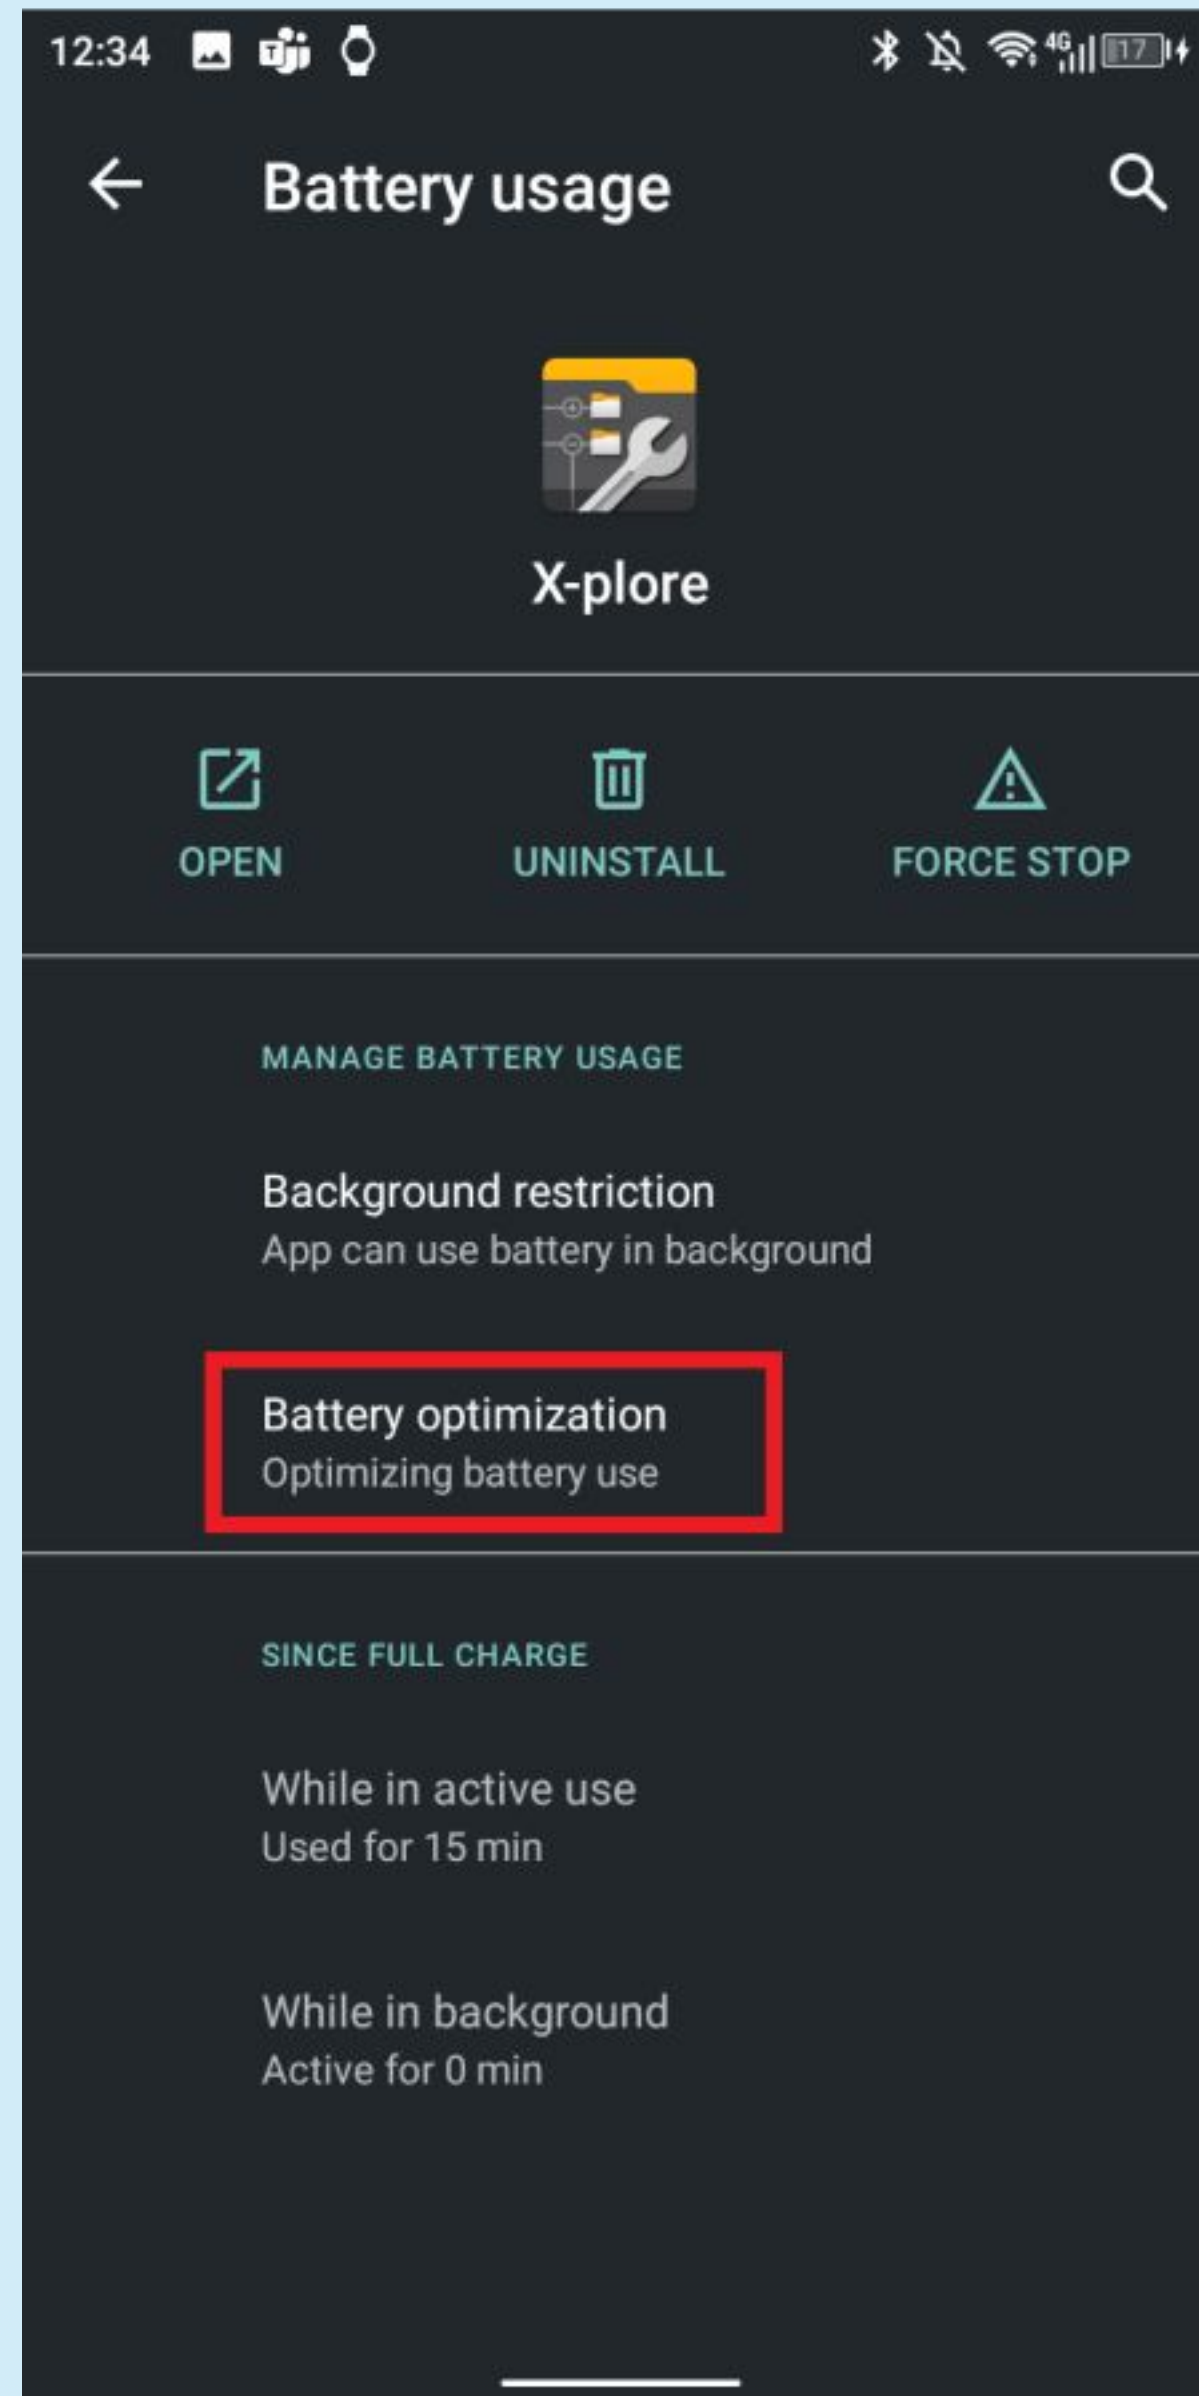 12:34
4G 17
Battery usage
X-plore
OPEN UNINSTALL FORCE STOP
MANAGE BATTERY USAGE
Background restriction
App can use battery in background
Battery optimization
Optimizing battery use
SINCE FULL CHARGE
While in active use
Used for 15 min
While in background
Active for 0 min